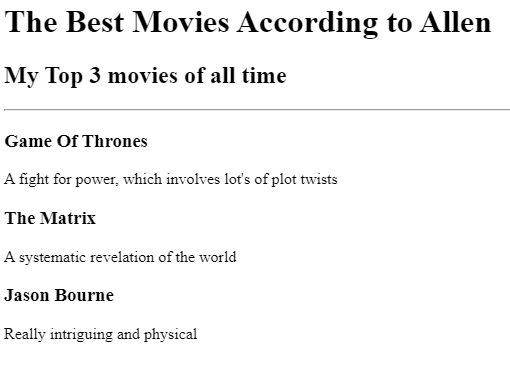 The Best Movies According to Allen
My Top 3 movies of all time
Game Of Thrones
A fight for power, which involves lot's of plot twists
The Matrix
A systematic revelation of the world
Jason Bourne
Really intriguing and physical